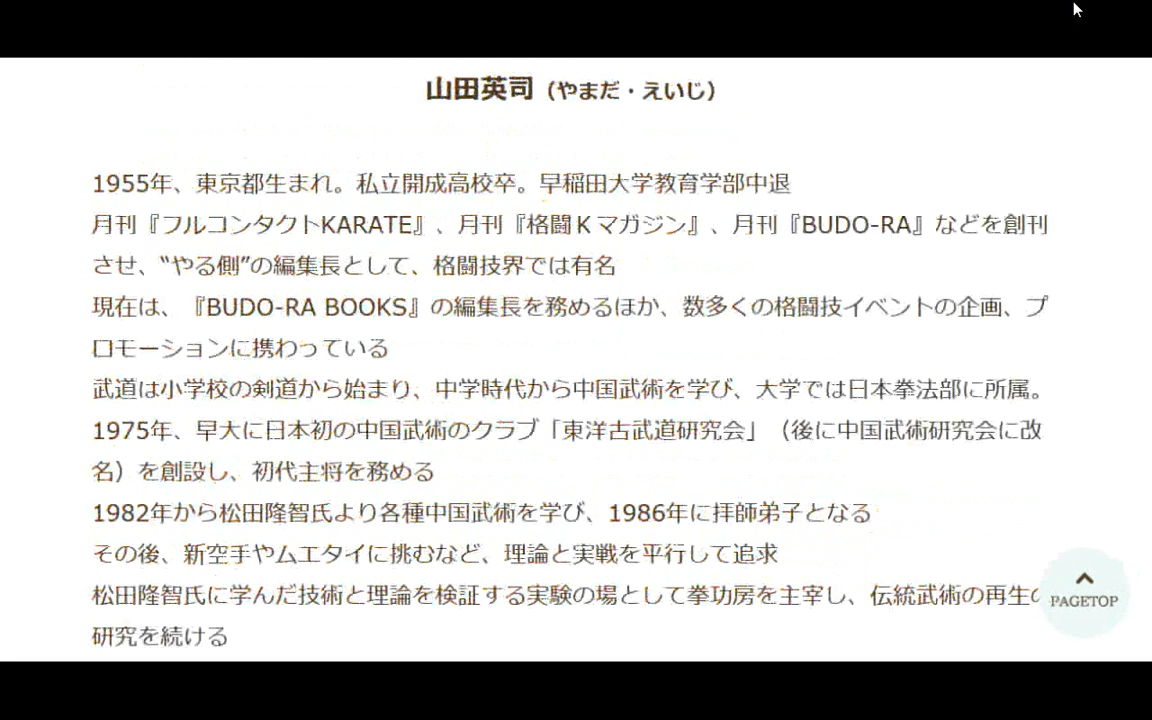 山田英司（やまだ・えいじ）
1955年、東京都生まれ。私立開成高校卒。早稲田大学教育学部中退
月刊『フルコンタクトKARATE』、月刊『格闘Kマガジン』、月刊『BUDO-RA』などを創刊
させ、“やる側”の編集長として、格闘技界では有名
現在は、『BUDO-RA BOOKS』の編集長を務めるほか、数多くの格闘技イベントの企画、プ
ロモーションに携わっている
武道は小学校の剣道から始まり、中学時代から中国武術を学び、大学では日本拳法部に所属。
1975年、早大に日本初の中国武術のクラブ「東洋古武道研究会」（後に中国武術研究会に改
名）を創設し、初代主将を務める
1982年から松田隆智氏より各種中国武術を学び、1986年に拝師弟子となる
その後、新空手やムエタイに挑むなど、理論と実戦を平行して追求
松田隆智氏に学んだ技術と理論を検証する実験の場として拳功房を主宰し、伝統武術の再生の
研究を続ける
PAGETOP